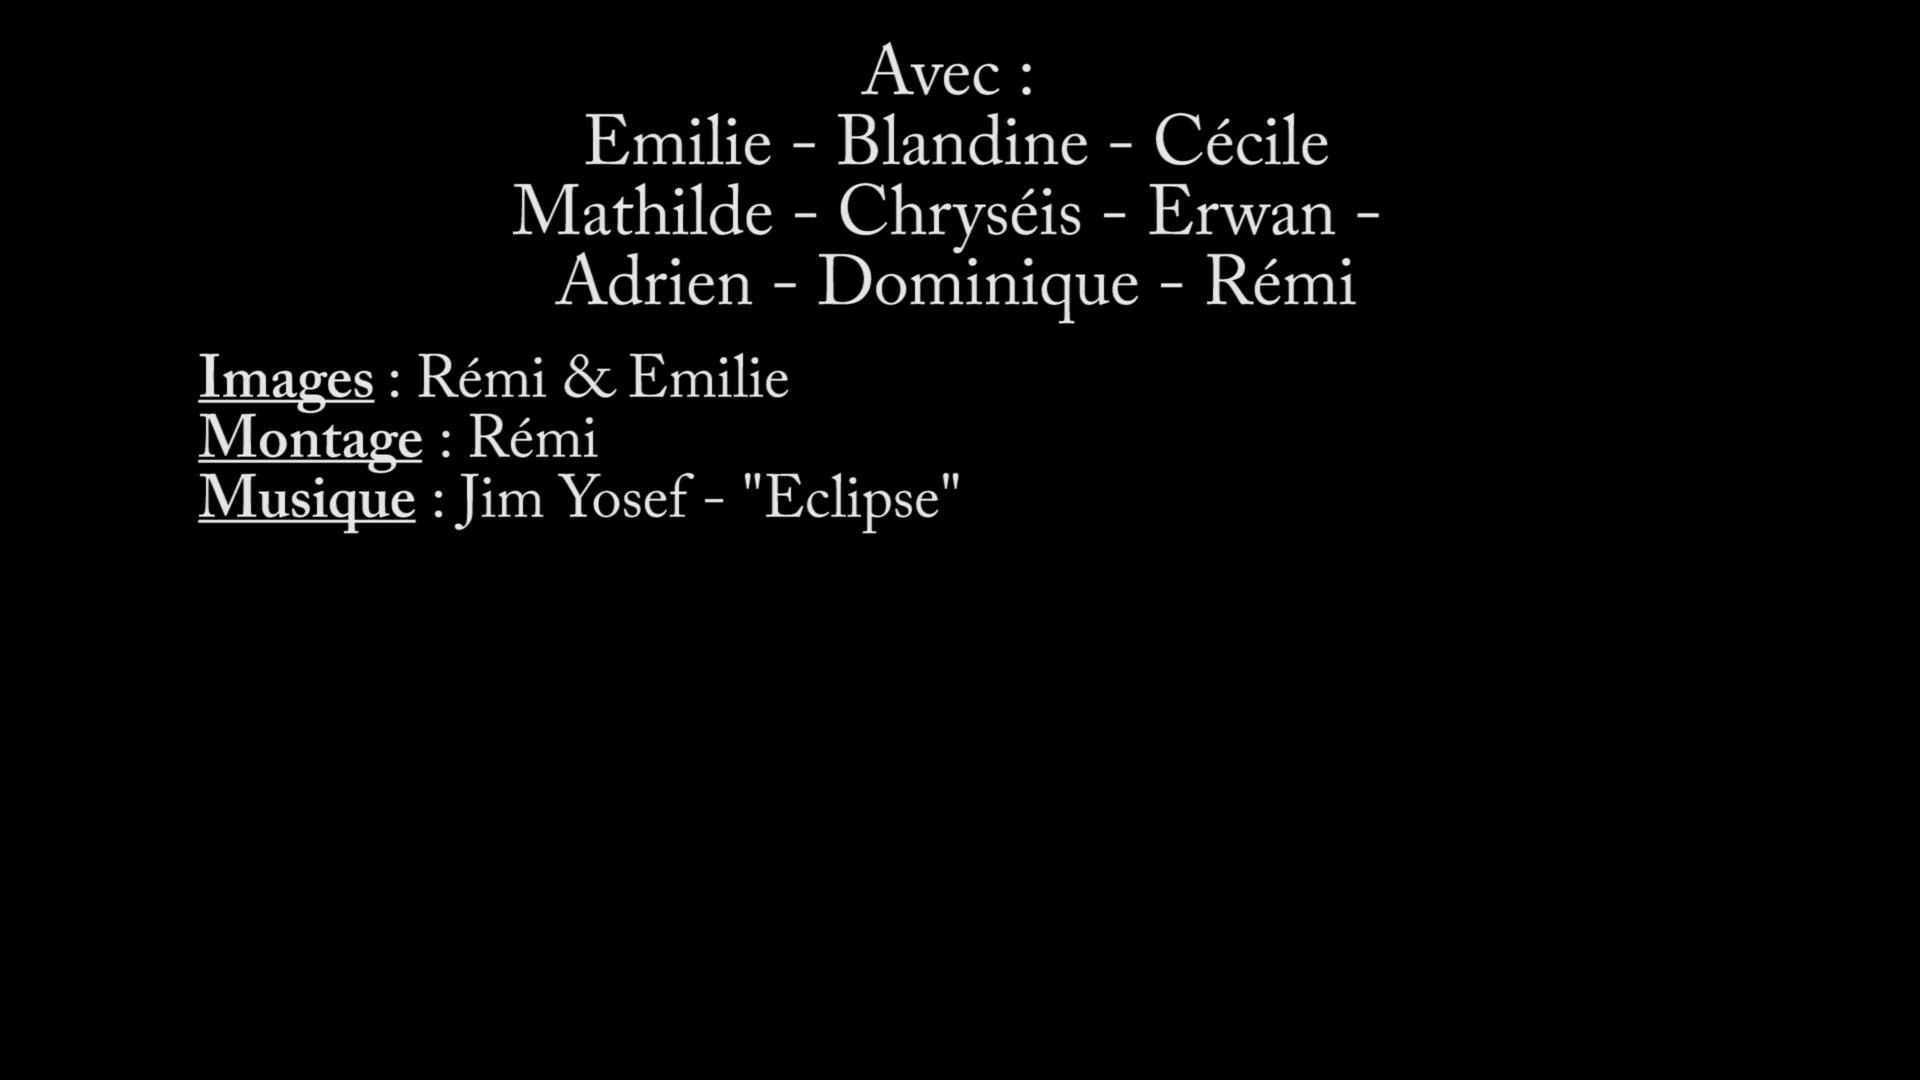 Avec :
Emilie - Blandine - Cécile
Mathilde - Chryséis - Erwan -
Adrien - Dominique - Rémi
Images : Rémi & Emilie
Montage : Rémi
Musique : Jim Yosef - "Eclipse"